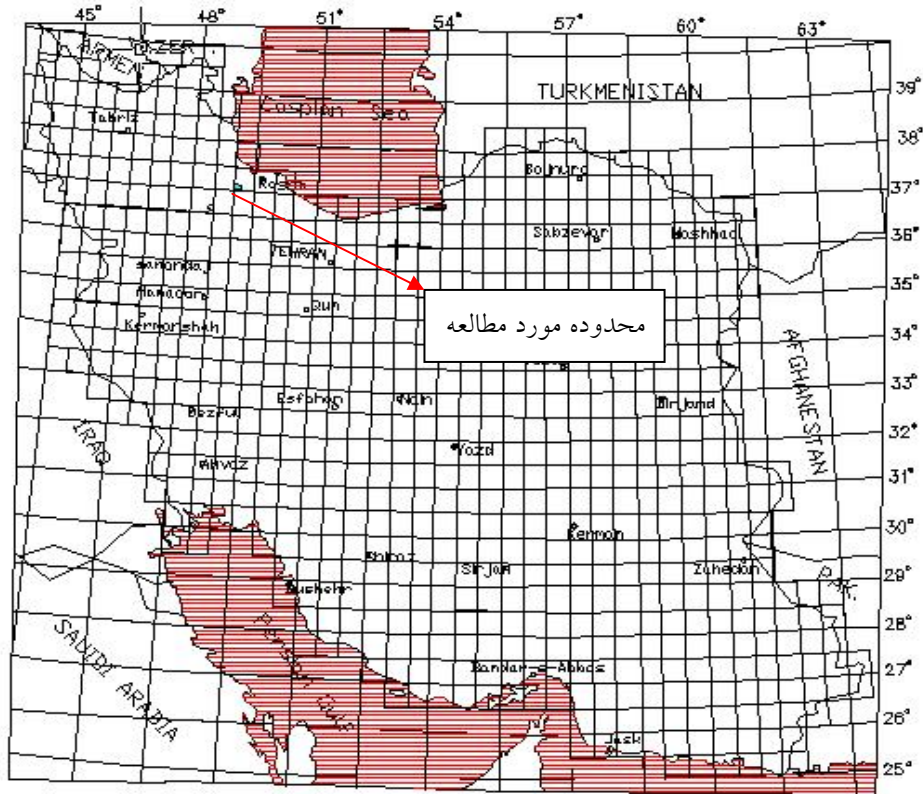 45° 48° 51° 54° 57° 60° 63°
ARMEN
AZER
TURKMENISTAN
39°
Caspian Sea
Tabriz
38°
Bojnurd
Rasht
37°
Sabzevar
Mashhad
36°
TEHRAN
Sanandaj
35°
Hamadan
Qum
محدوده مورد مطالعه
Kermanshah
34°
AFGHANESTAN
33°
Esfahan
Nain
Birjand
Dezful
32°
IRAQ
Yazd
31°
Ahvaz
30°
Kerman
Shiraz
Sirjan
Zahedan
29°
Bushehr
PAK.
28°
Persian Gulf
SAUIDI ARABIA
27°
Bandar-e-Abbas
26°
Jask
25°